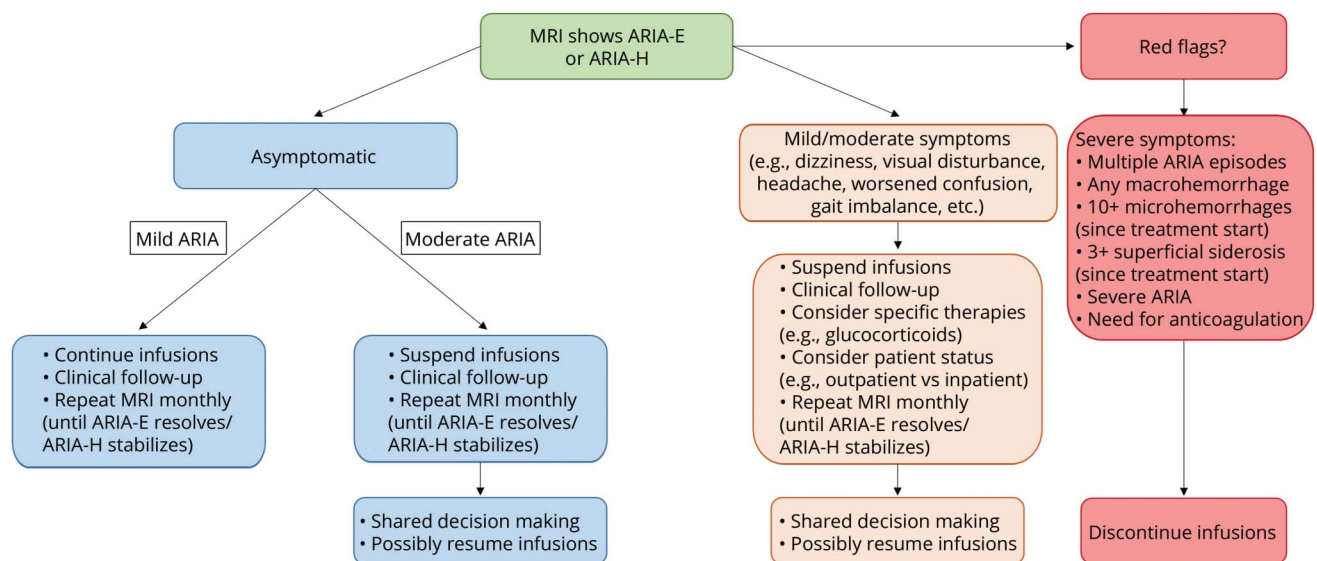 MRI shows ARIA-E
or ARIA-H
Red flags?
Asymptomatic
Mild/moderate symptoms
(e.g., dizziness, visual disturbance,
headache, worsened confusion,
gait imbalance, etc.)
Severe symptoms:
• Multiple ARIA episodes
• Any macrohemorrhage
• 10+ microhemorrhages
(since treatment start)
• 3+ superficial siderosis
(since treatment start)
• Severe ARIA
• Need for anticoagulation
Mild ARIA
Moderate ARIA
• Continue infusions
• Clinical follow-up
• Repeat MRI monthly
(until ARIA-E resolves/
ARIA-H stabilizes)
• Suspend infusions
• Clinical follow-up
• Repeat MRI monthly
(until ARIA-E resolves/
ARIA-H stabilizes)
• Suspend infusions
• Clinical follow-up
• Consider specific therapies
(e.g., glucocorticoids)
• Consider patient status
(e.g., outpatient vs inpatient)
• Repeat MRI monthly
(until ARIA-E resolves/
ARIA-H stabilizes)
• Shared decision making
• Possibly resume infusions
• Shared decision making
• Possibly resume infusions
Discontinue infusions